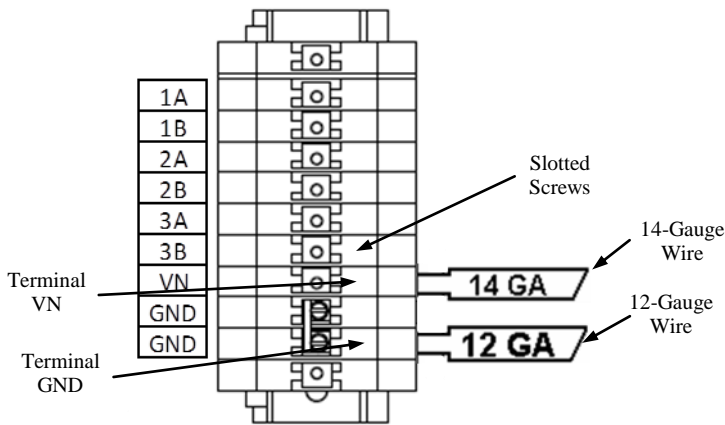 1A
1B
2A
2B
3A
3B
VN
GND
GND
Slotted
Screws
14-Gauge
Wire
Terminal
VN
14 GA
12-Gauge
Wire
Terminal
GND
12 GA